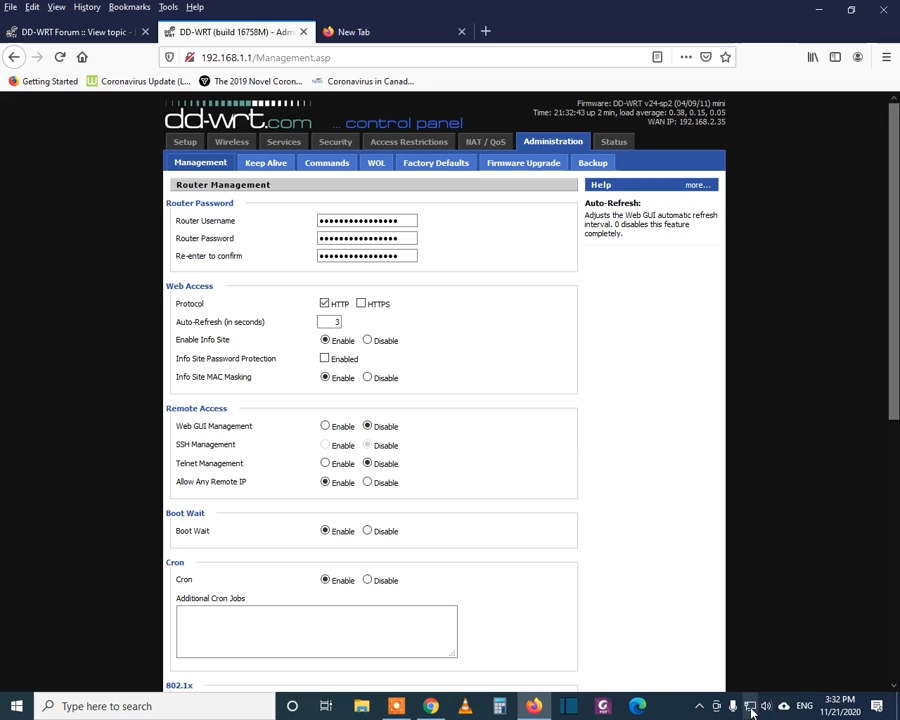 File Edit View History Bookmarks Tools Help
DD-WRT Forum :: View topic - DD-WRT (build 16758M) - Adm New Tab
192.168.1.1/Management.asp
Getting Started Coronavirus Update (L... The 2019 Novel Coron... Coronavirus in Canad...
dd-wrt.com ... control panel
Firmware: DD-WRT v24-sp2 (04/09/11) mini
Time: 21:32:43 up 2 min, load average: 0.38, 0.15, 0.05
WAN IP: 192.168.2.35
Setup Wireless Services Security Access Restrictions NAT / QoS Administration Status
Management Keep Alive Commands WOL Factory Defaults Firmware Upgrade Backup
Router Management
Router Password
Router Username ••••••••••••••••
Router Password ••••••••••••••••
Re-enter to confirm ••••••••••••••••
Web Access
Protocol HTTP HTTPS
Auto-Refresh (in seconds) 3
Enable Info Site Enable Disable
Info Site Password Protection Enabled
Info Site MAC Masking Enable Disable
Remote Access
Web GUI Management Enable Disable
SSH Management Enable Disable
Telnet Management Enable Disable
Allow Any Remote IP Enable Disable
Boot Wait
Boot Wait Enable Disable
Cron
Cron Enable Disable
Additional Cron Jobs
802.1x
Help more...
Auto-Refresh:
Adjusts the Web GUI automatic refresh
interval. 0 disables this feature
completely.
Type here to search
ENG
3:32 PM
11/21/2020